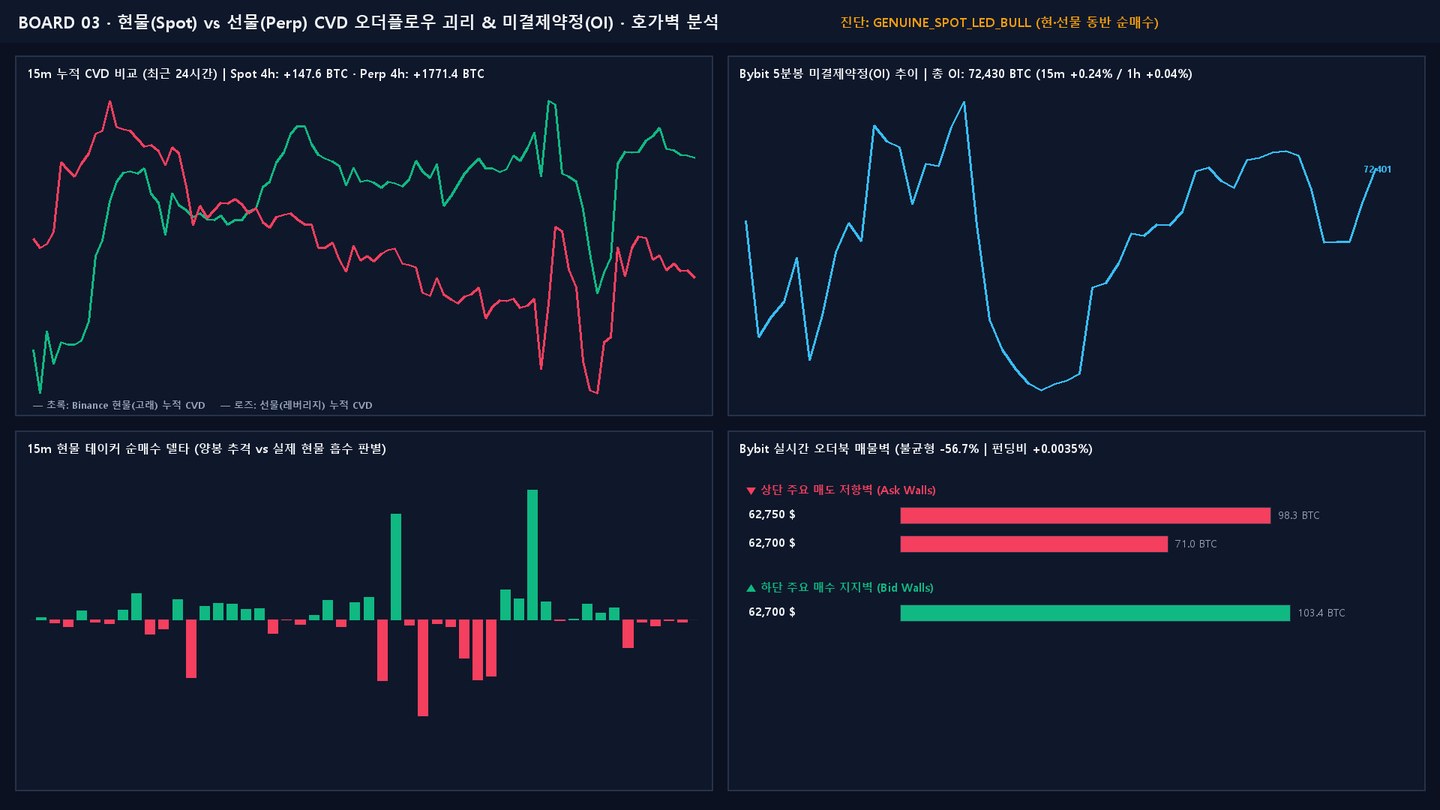 BOARD 03 · 현물(Spot) vs 선물(Perp) CVD 오더플로우 괴리 & 미결제약정(OI) · 호가벽 분석
진단: GENUINE_SPOT_LED_BULL (현·선물 동반 순매수)
15m 누적 CVD 비교 (최근 24시간) | Spot 4h: +147.6 BTC · Perp 4h: +1771.4 BTC
— 초록: Binance 현물(고래) 누적 CVD
— 로즈: 선물(레버리지) 누적 CVD
Bybit 5분봉 미결제약정(OI) 추이 | 총 OI: 72,430 BTC (15m +0.24% / 1h +0.04%)
72,401
15m 현물 테이커 순매수 델타 (양봉 추격 vs 실제 현물 흡수 판별)
Bybit 실시간 오더북 매물벽 (불균형 -56.7% | 펀딩비 +0.0035%)
▼ 상단 주요 매도 저항벽 (Ask Walls)
62,750 $ 98.3 BTC
62,700 $ 71.0 BTC
▲ 하단 주요 매수 지지벽 (Bid Walls)
62,700 $ 103.4 BTC